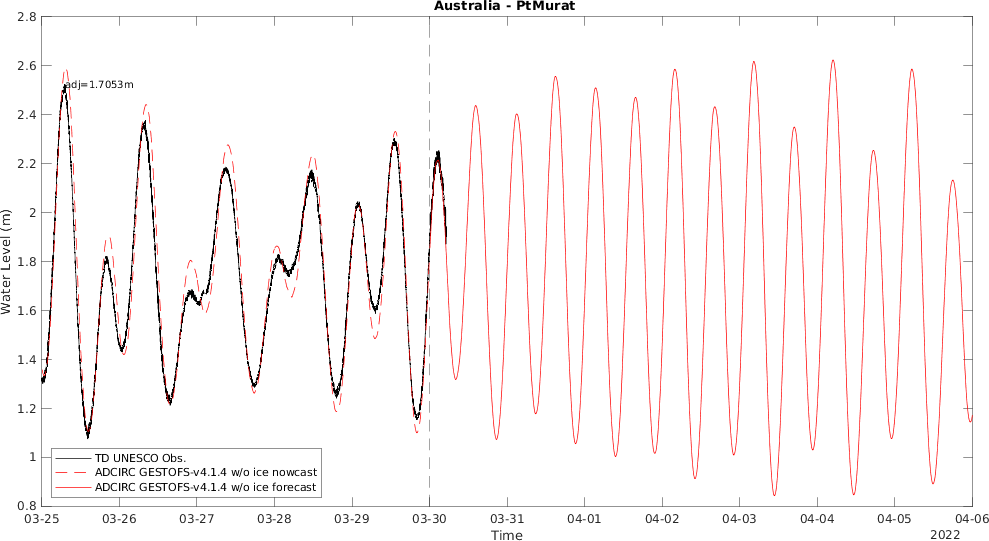 Australia - PtMurat
2.8
2.6
2.4
2.2
2
1.8
1.6
1.4
1.2
1
0.8
Water Level (m)
adj=1.7053m
TD UNESCO Obs.
ADCIRC GESTOFS-v4.1.4 w/o ice nowcast
ADCIRC GESTOFS-v4.1.4 w/o ice forecast
03-25 03-26 03-27 03-28 03-29 03-30 03-31 04-01 04-02 04-03 04-04 04-05 04-06
Time
2022